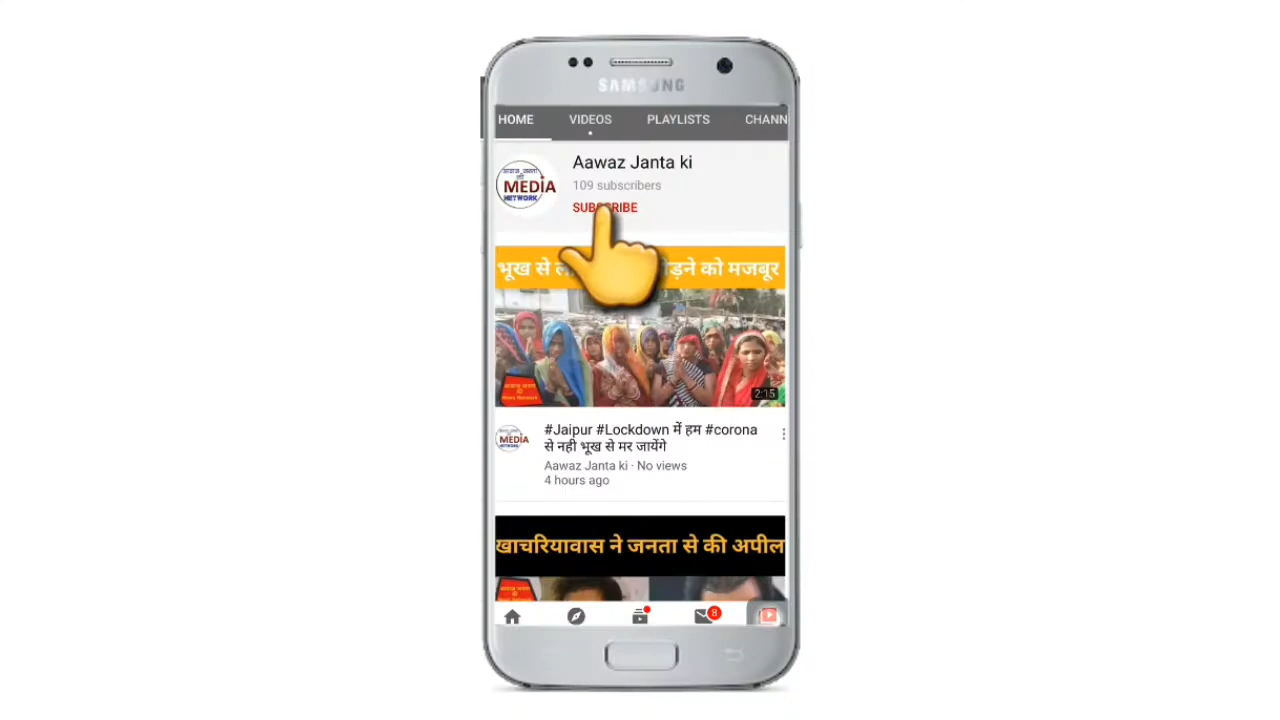 SAMSUNG
HOME VIDEOS PLAYLISTS CHANN
Aawaz Janta ki
MEDIA
NETWORK
109 subscribers
SUBSCRIBE
भूख से ड़ने को मजबूर
2:15
#Jaipur #Lockdown में हम #corona
से नही भूख से मर जायेंगे
MEDIA
Aawaz Janta ki · No views
4 hours ago
खाचरियावास ने जनता से की अपील
8